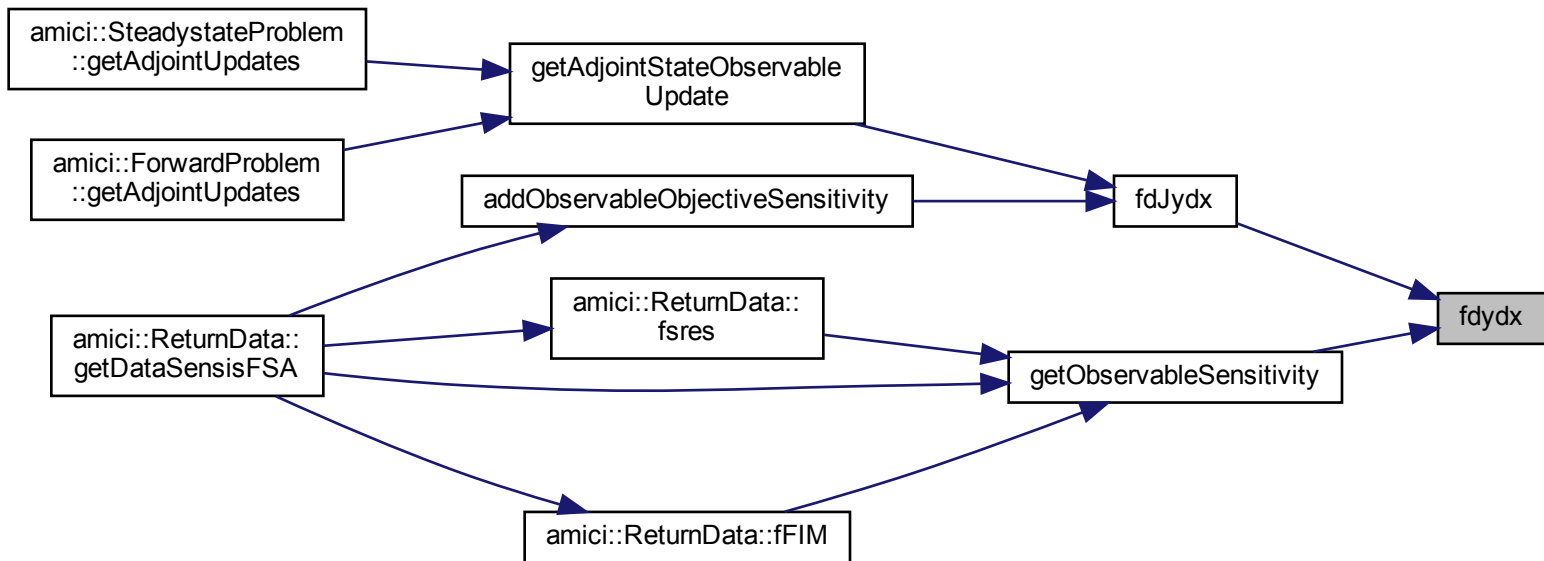 amici::SteadystateProblem
::getAdjointUpdates
getAdjointStateObservable
Update
amici::ForwardProblem
::getAdjointUpdates
addObservableObjectiveSensitivity
fdJydx
amici::ReturnData::
fsres
fdydx
amici::ReturnData::
getDataSensisFSA
getObservableSensitivity
amici::ReturnData::fFIM